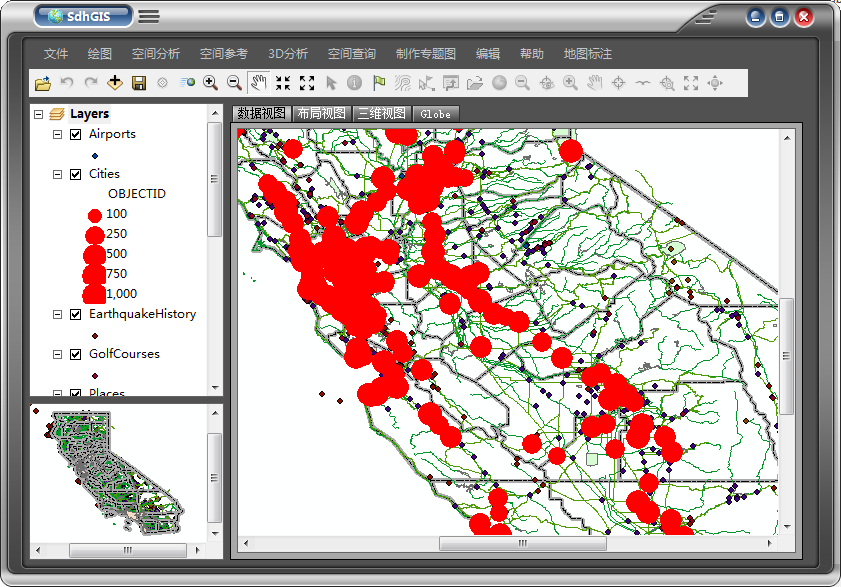 SdhGIS
文件 绘图 空间分析 空间参考 3D分析 空间查询 制作专题图 编辑 帮助 地图标注
Layers
Airports
Cities
OBJECTID
100
250
500
750
1,000
EarthquakeHistory
GolfCourses
Places
数据视图 布局视图 三维视图 Globe